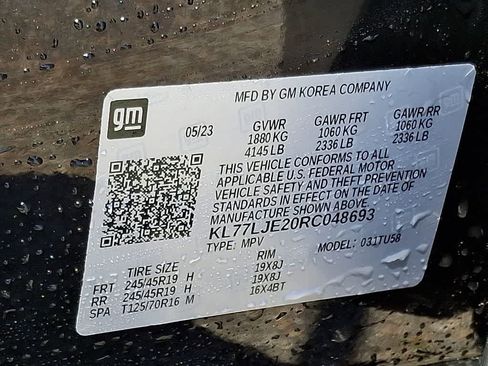 MFD BY GM KOREA COMPANY
gm
05/23
GVWR GAWR FRT GAWR RR
1880 KG 1060 KG 1060 KG
4145 LB 2336 LB 2336 LB
THIS VEHICLE CONFORMS TO ALL
APPLICABLE U.S. FEDERAL MOTOR
VEHICLE SAFETY AND THEFT PREVENTION
STANDARDS IN EFFECT ON THE DATE OF
MANUFACTURE SHOWN ABOVE.
KL77LJE20RC048693
TYPE: MPV MODEL: 031TU58
TIRE SIZE RIM
FRT 245/45R19 H 19X8J
RR 245/45R19 H 19X8J
SPA T125/70R16 M 16X4BT